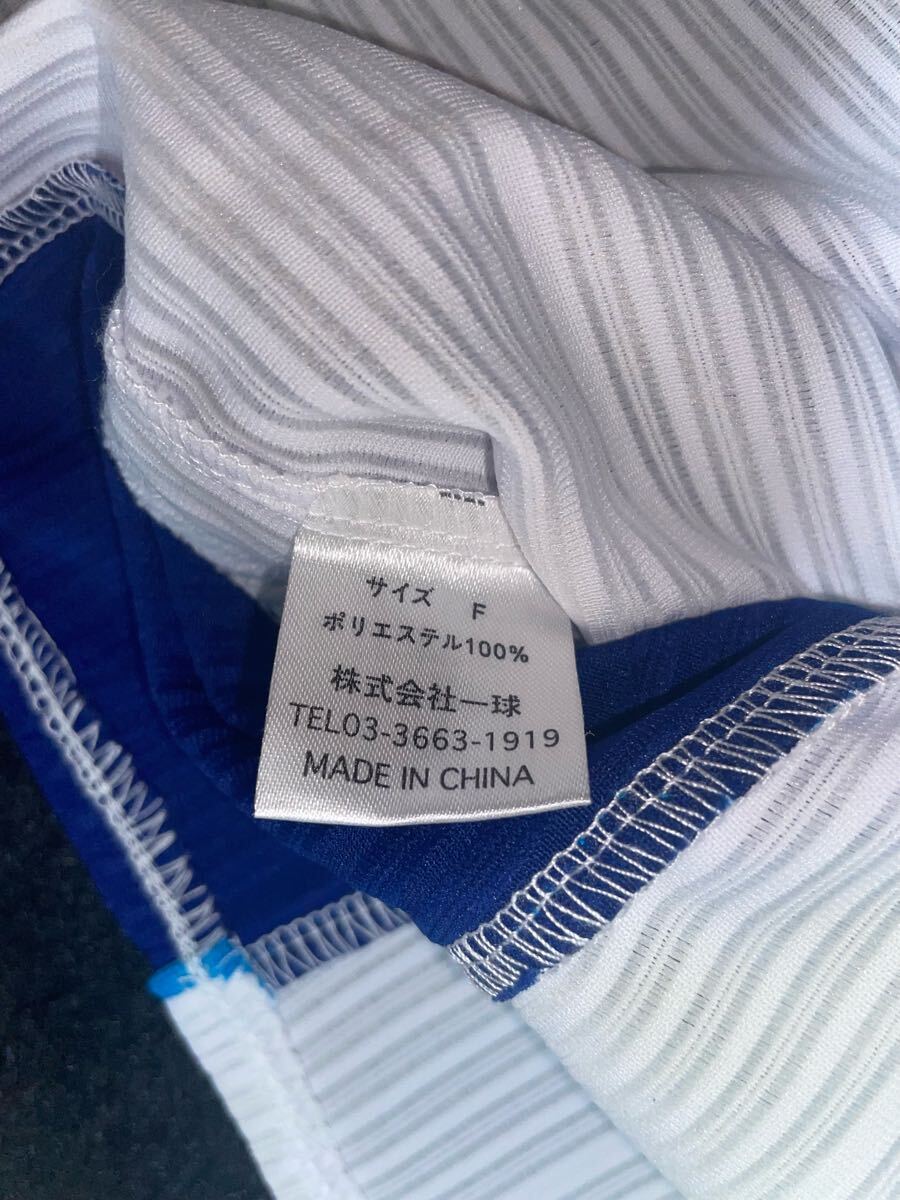 サイズ F
ポリエステル100%
株式会社一球
TEL03-3663-1919
MADE IN CHINA